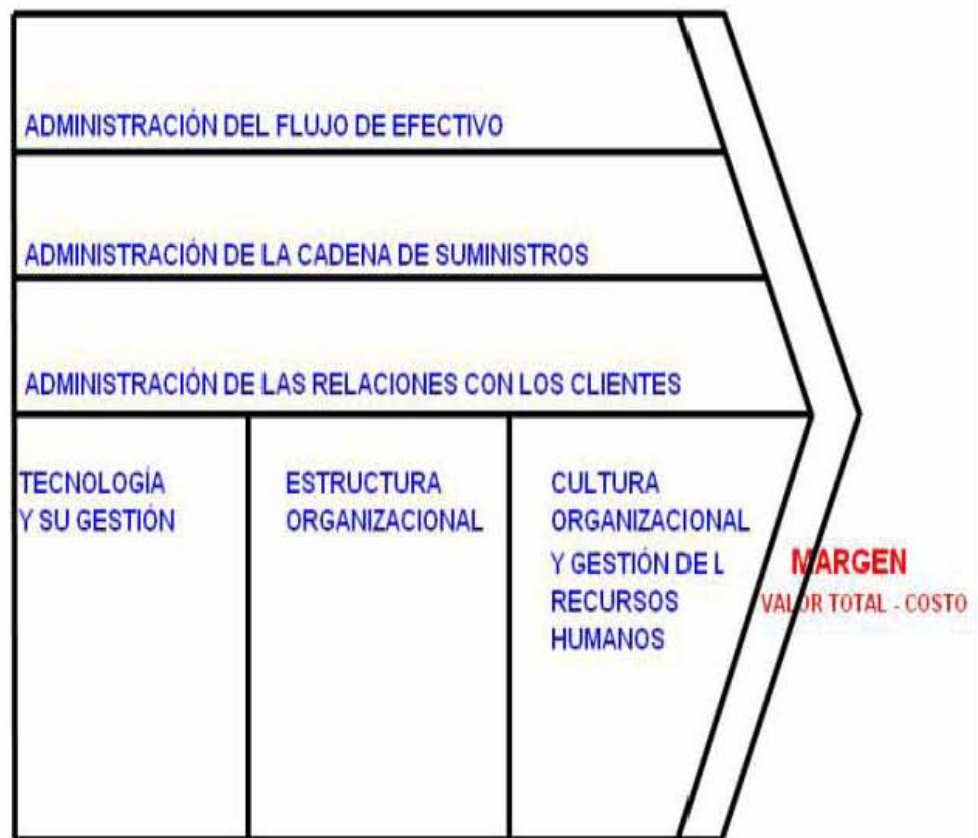 ADMINISTRACIÓN DEL FLUJO DE EFECTIVO
ADMINISTRACIÓN DE LA CADENA DE SUMINISTROS
ADMINISTRACIÓN DE LAS RELACIONES CON LOS CLIENTES
TECNOLOGÍA
Y SU GESTIÓN
ESTRUCTURA
ORGANIZACIONAL
CULTURA
ORGANIZACIONAL
Y GESTIÓN DE L
RECURSOS
HUMANOS
MARGEN
VALOR TOTAL - COSTO